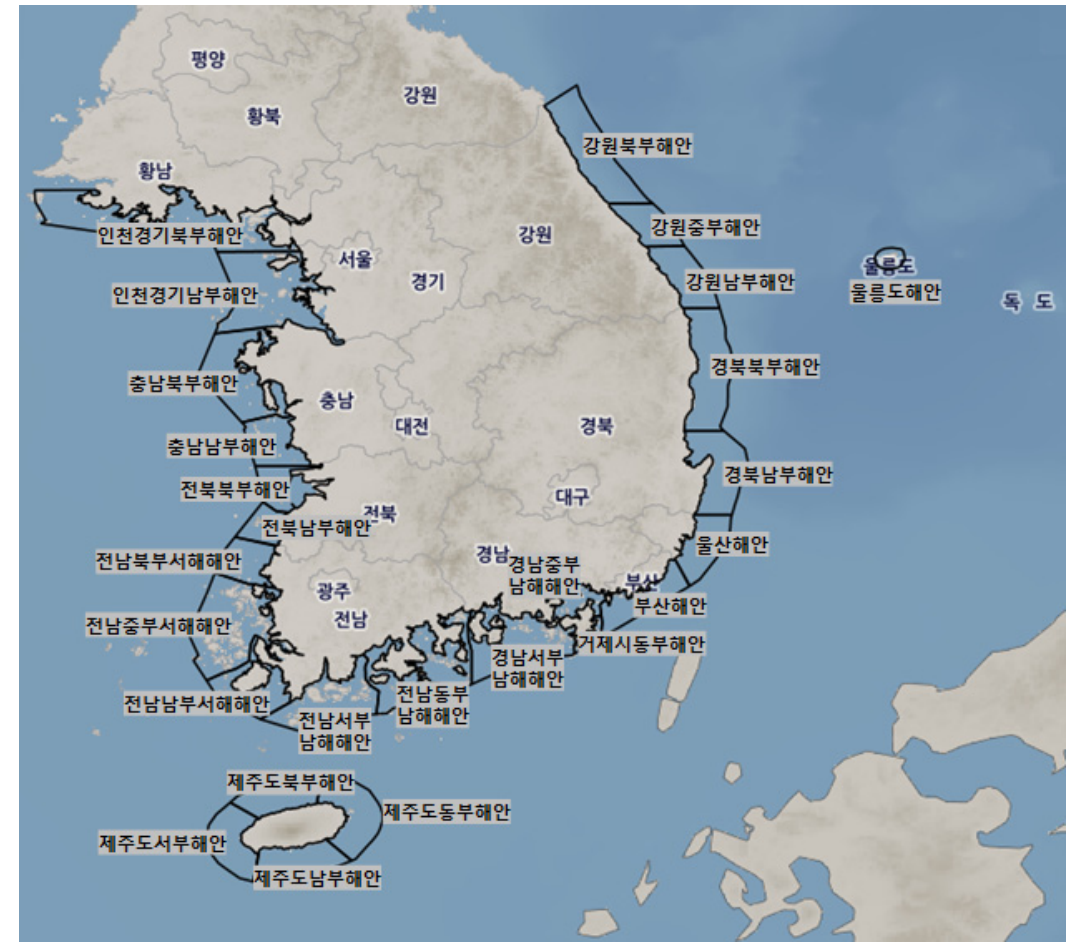 평양
강원
황북
강원북부해안
황남
강원중부해안
인천경기북부해안
강원
서울
울릉도
경기
강원남부해안
울릉도해안
인천경기남부해안
독 도
경북북부해안
충남북부해안
충남
대전
경북
충남남부해안
경북남부해안
전북북부해안
대구
전북
전북남부해안
울산해안
경남
전남북부서해해안
경남중부
남해해안
부산
광주
부산해안
전남
전남중부서해해안
거제시동부해안
경남서부
남해해안
전남동부
남해해안
전남남부서해해안
전남서부
남해해안
제주도북부해안
제주도동부해안
제주도서부해안
제주도남부해안